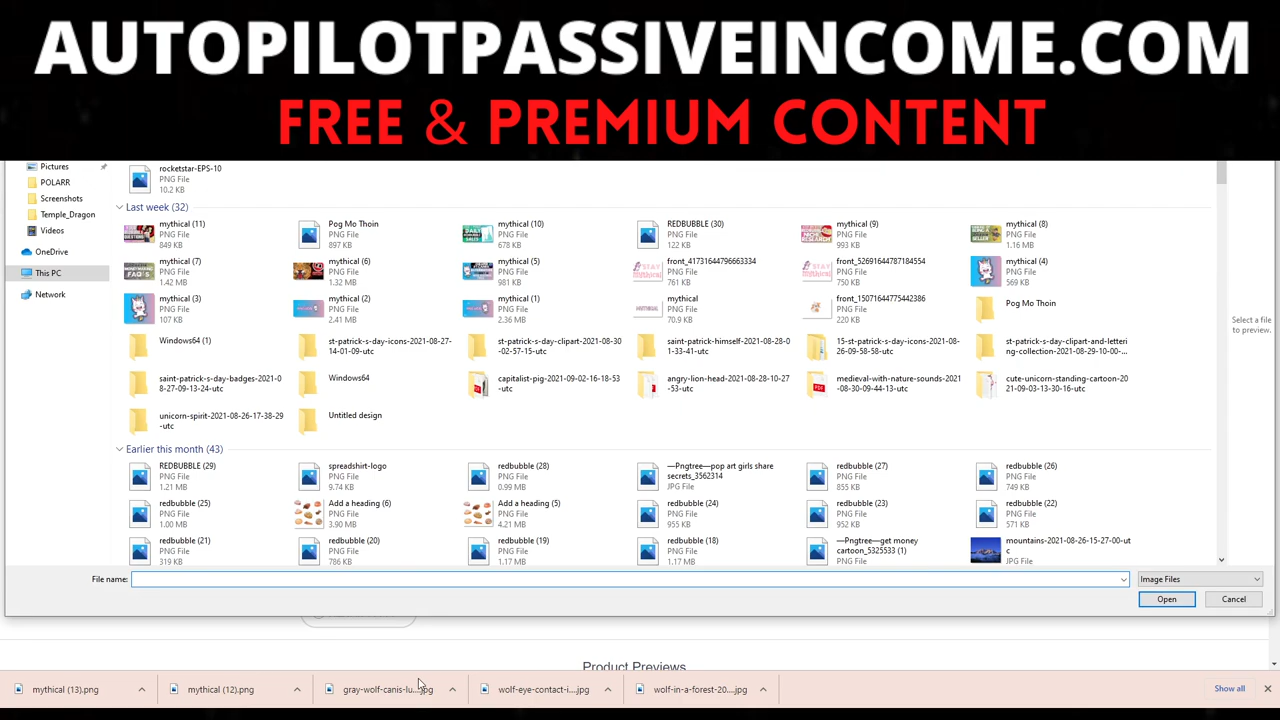 AUTOPILOTPASSIVEINCOME.COM
FREE & PREMIUM CONTENT
Pictures
POLARR
Screenshots
Temple_Dragon
Videos
OneDrive
This PC
Network
rocketstar-EPS-10
PNG File
10.2 KB
Last week (32)
mythical (11)
PNG File
849 KB
Pog Mo Thoin
PNG File
897 KB
mythical (10)
PNG File
678 KB
REDBUBBLE (30)
PNG File
122 KB
mythical (9)
PNG File
993 KB
mythical (8)
PNG File
1.16 MB
mythical (7)
PNG File
1.42 MB
mythical (6)
PNG File
1.32 MB
mythical (5)
PNG File
981 KB
front_41731644796663334
PNG File
761 KB
front_52691644787184554
PNG File
750 KB
mythical (4)
PNG File
569 KB
mythical (3)
PNG File
107 KB
mythical (2)
PNG File
2.41 MB
mythical (1)
PNG File
2.36 MB
mythical
PNG File
70.9 KB
front_15071644775442386
PNG File
220 KB
Pog Mo Thoin
Windows64 (1)
st-patrick-s-day-icons-2021-08-27-
14-01-09-utc
st-patrick-s-day-clipart-2021-08-30
-02-57-15-utc
saint-patrick-himself-2021-08-28-0
1-33-41-utc
15-st-patrick-s-day-icons-2021-08-
26-09-58-58-utc
st-patrick-s-day-clipart-and-letteri
ng-collection-2021-08-29-10-00-...
saint-patrick-s-day-badges-2021-0
8-27-09-13-24-utc
Windows64
capitalist-pig-2021-09-02-16-18-53
-utc
angry-lion-head-2021-08-28-10-27
-53-utc
medieval-with-nature-sounds-2021
-08-30-09-44-13-utc
cute-unicorn-standing-cartoon-20
21-09-03-13-30-16-utc
unicorn-spirit-2021-08-26-17-38-29
-utc
Untitled design
Earlier this month (43)
REDBUBBLE (29)
PNG File
1.21 MB
spreadshirt-logo
PNG File
9.74 KB
redbubble (28)
PNG File
0.99 MB
—Pngtree—pop art girls share
secrets_3562314
JPG File
redbubble (27)
PNG File
855 KB
redbubble (26)
PNG File
749 KB
redbubble (25)
PNG File
1.00 MB
Add a heading (6)
PNG File
3.90 MB
Add a heading (5)
PNG File
4.21 MB
redbubble (24)
PNG File
955 KB
redbubble (23)
PNG File
952 KB
redbubble (22)
PNG File
571 KB
redbubble (21)
PNG File
319 KB
redbubble (20)
PNG File
786 KB
redbubble (19)
PNG File
1.17 MB
redbubble (18)
PNG File
1.17 MB
—Pngtree—get money
cartoon_5325533 (1)
PNG File
mountains-2021-08-26-15-27-00-ut
c
JPG File
Select a file
to preview.
File name:
Image Files
Open
Cancel
Product Previews
mythical (13).png
mythical (12).png
gray-wolf-canis-lu....jpg
wolf-eye-contact-i....jpg
wolf-in-a-forest-20....jpg
Show all